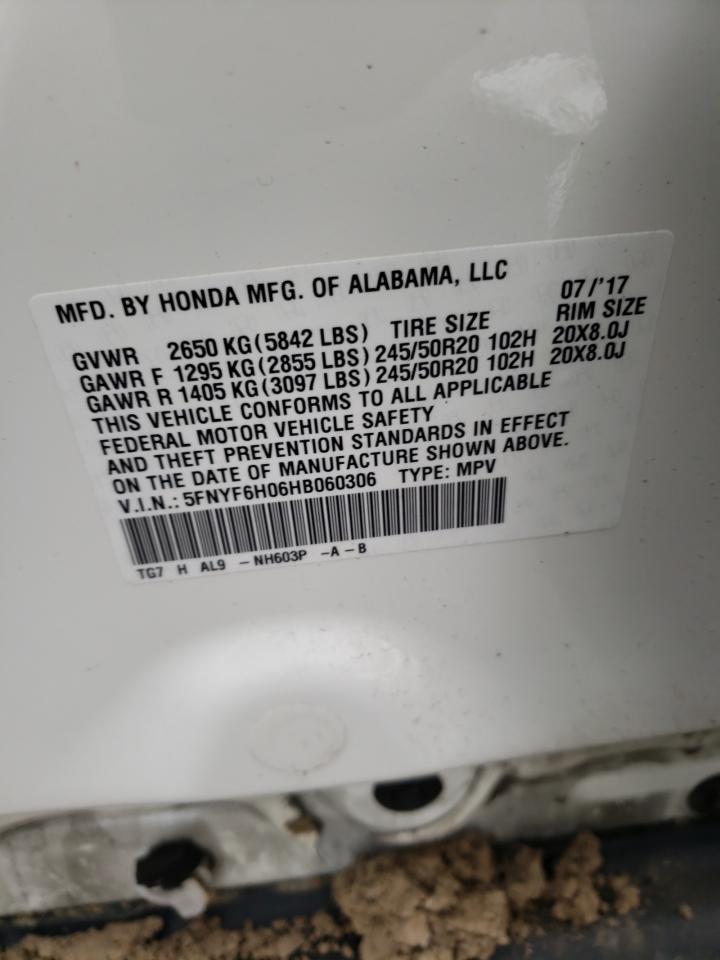 MFD. BY HONDA MFG. OF ALABAMA, LLC 07/'17
GVWR 2650 KG(5842 LBS) TIRE SIZE RIM SIZE
GAWR F 1295 KG(2855 LBS)245/50R20 102H 20X8.0J
GAWR R 1405 KG(3097 LBS)245/50R20 102H 20X8.0J
THIS VEHICLE CONFORMS TO ALL APPLICABLE
FEDERAL MOTOR VEHICLE SAFETY
AND THEFT PREVENTION STANDARDS IN EFFECT
ON THE DATE OF MANUFACTURE SHOWN ABOVE.
V.I.N.: 5FNYF6H06HB060306 TYPE: MPV
TG7 H AL9 -NH603P -A-B